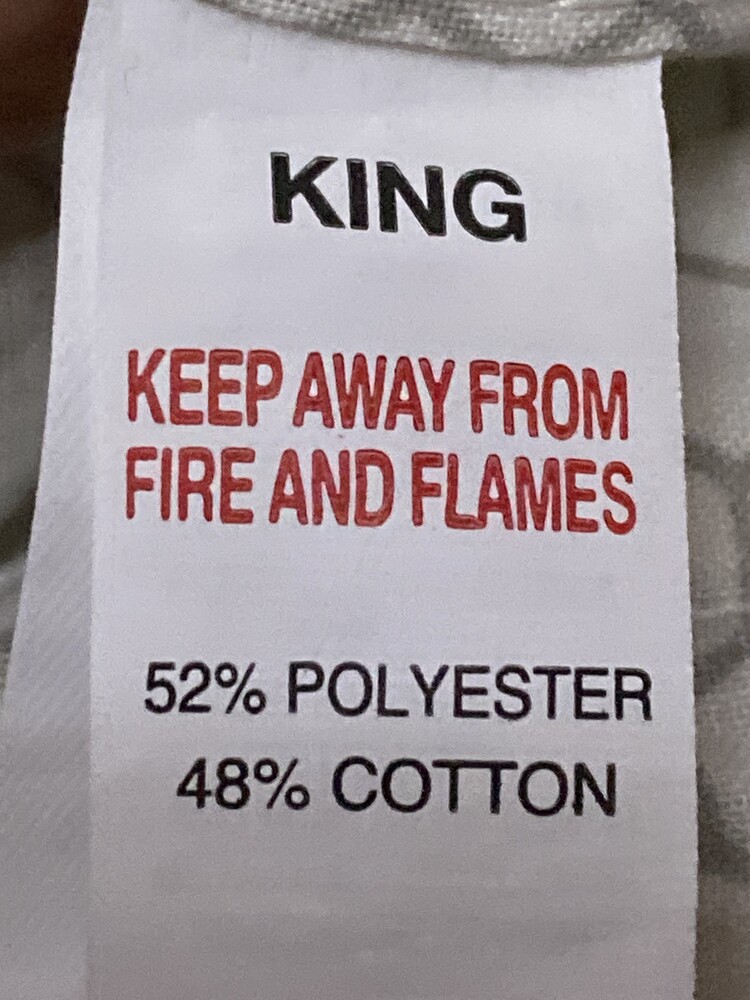 KING
KEEP AWAY FROM
FIRE AND FLAMES
52% POLYESTER
48% COTTON